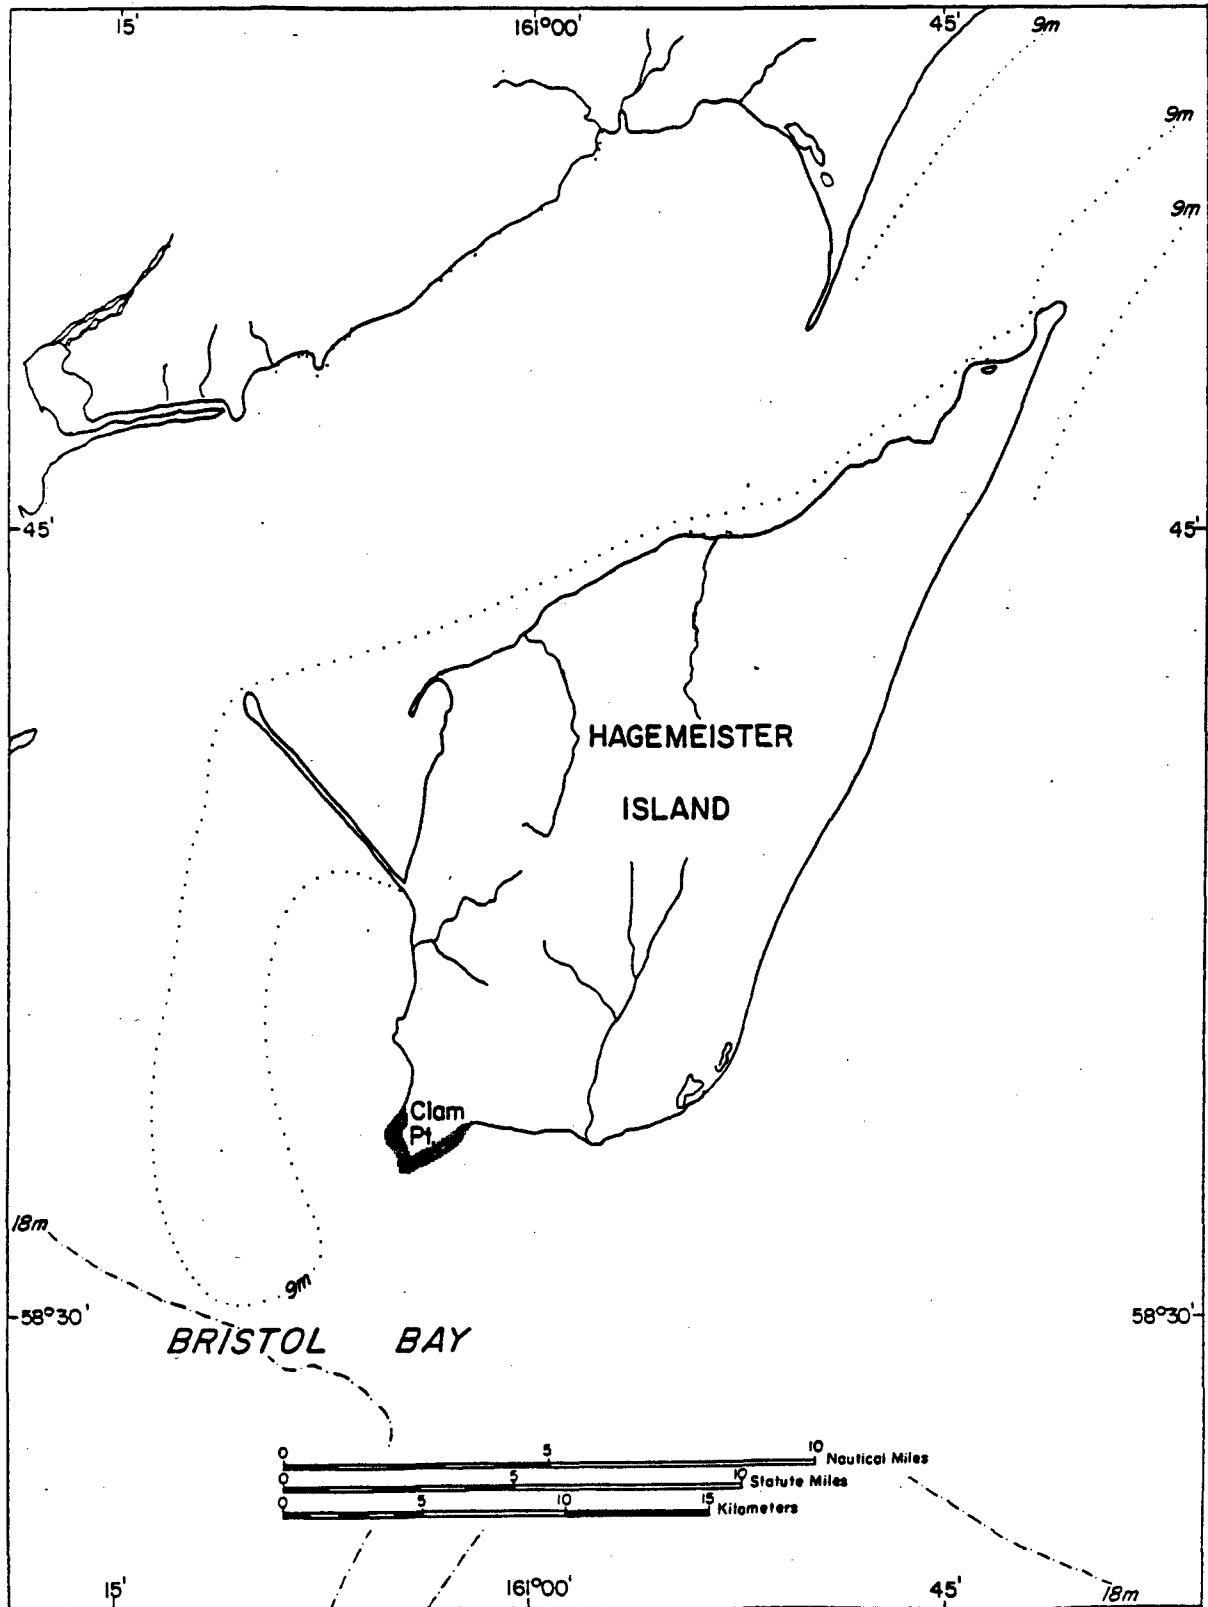 15' 161°00' 45'
9m
9m
9m
45' 45'
HAGEMEISTER
ISLAND
Clam
Pt.
18m
9m
58°30' 58°30'
BRISTOL BAY
0 5 10 Nautical Miles
0 5 10 Statute Miles
0 5 10 15 Kilometers
15' 161°00' 45'
18m